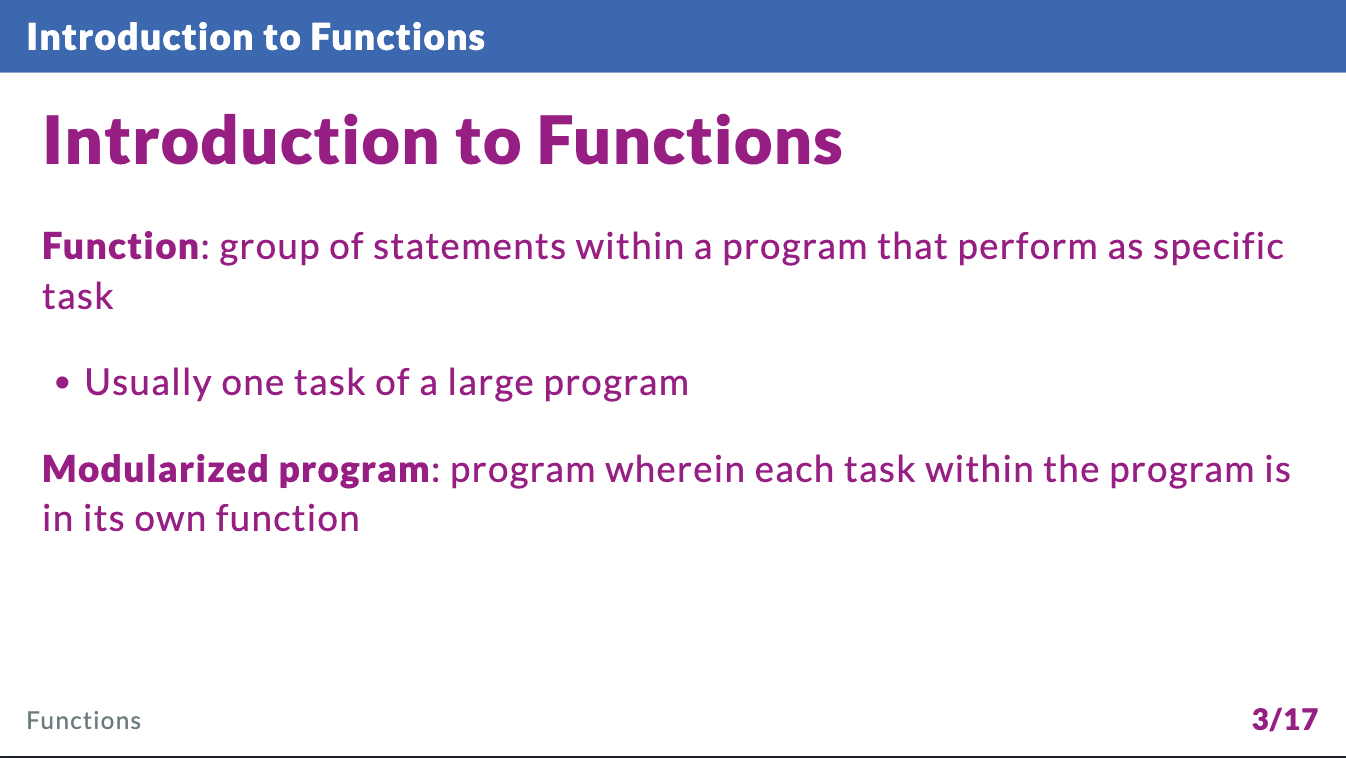 Introduction to Functions
Introduction to Functions
Function: group of statements within a program that perform as specific
task
• Usually one task of a large program
Modularized program: program wherein each task within the program is
in its own function
Functions
3/17